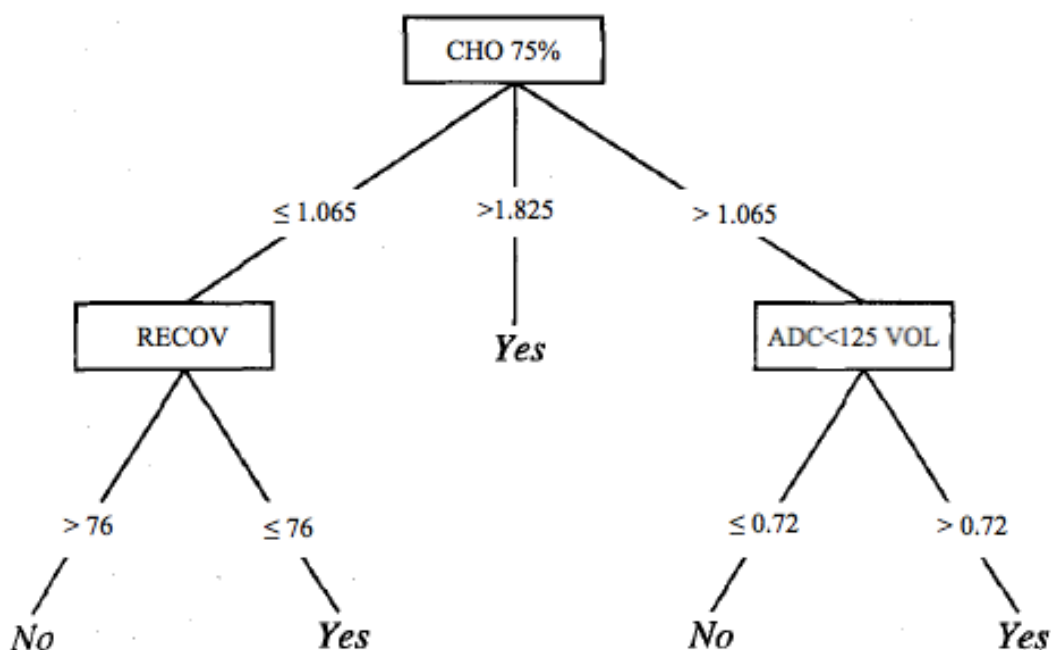 CHO 75%
≤ 1.065
>1.825
> 1.065
RECOV
Yes
ADC<125 VOL
> 76
≤ 76
≤ 0.72
> 0.72
No
Yes
No
Yes